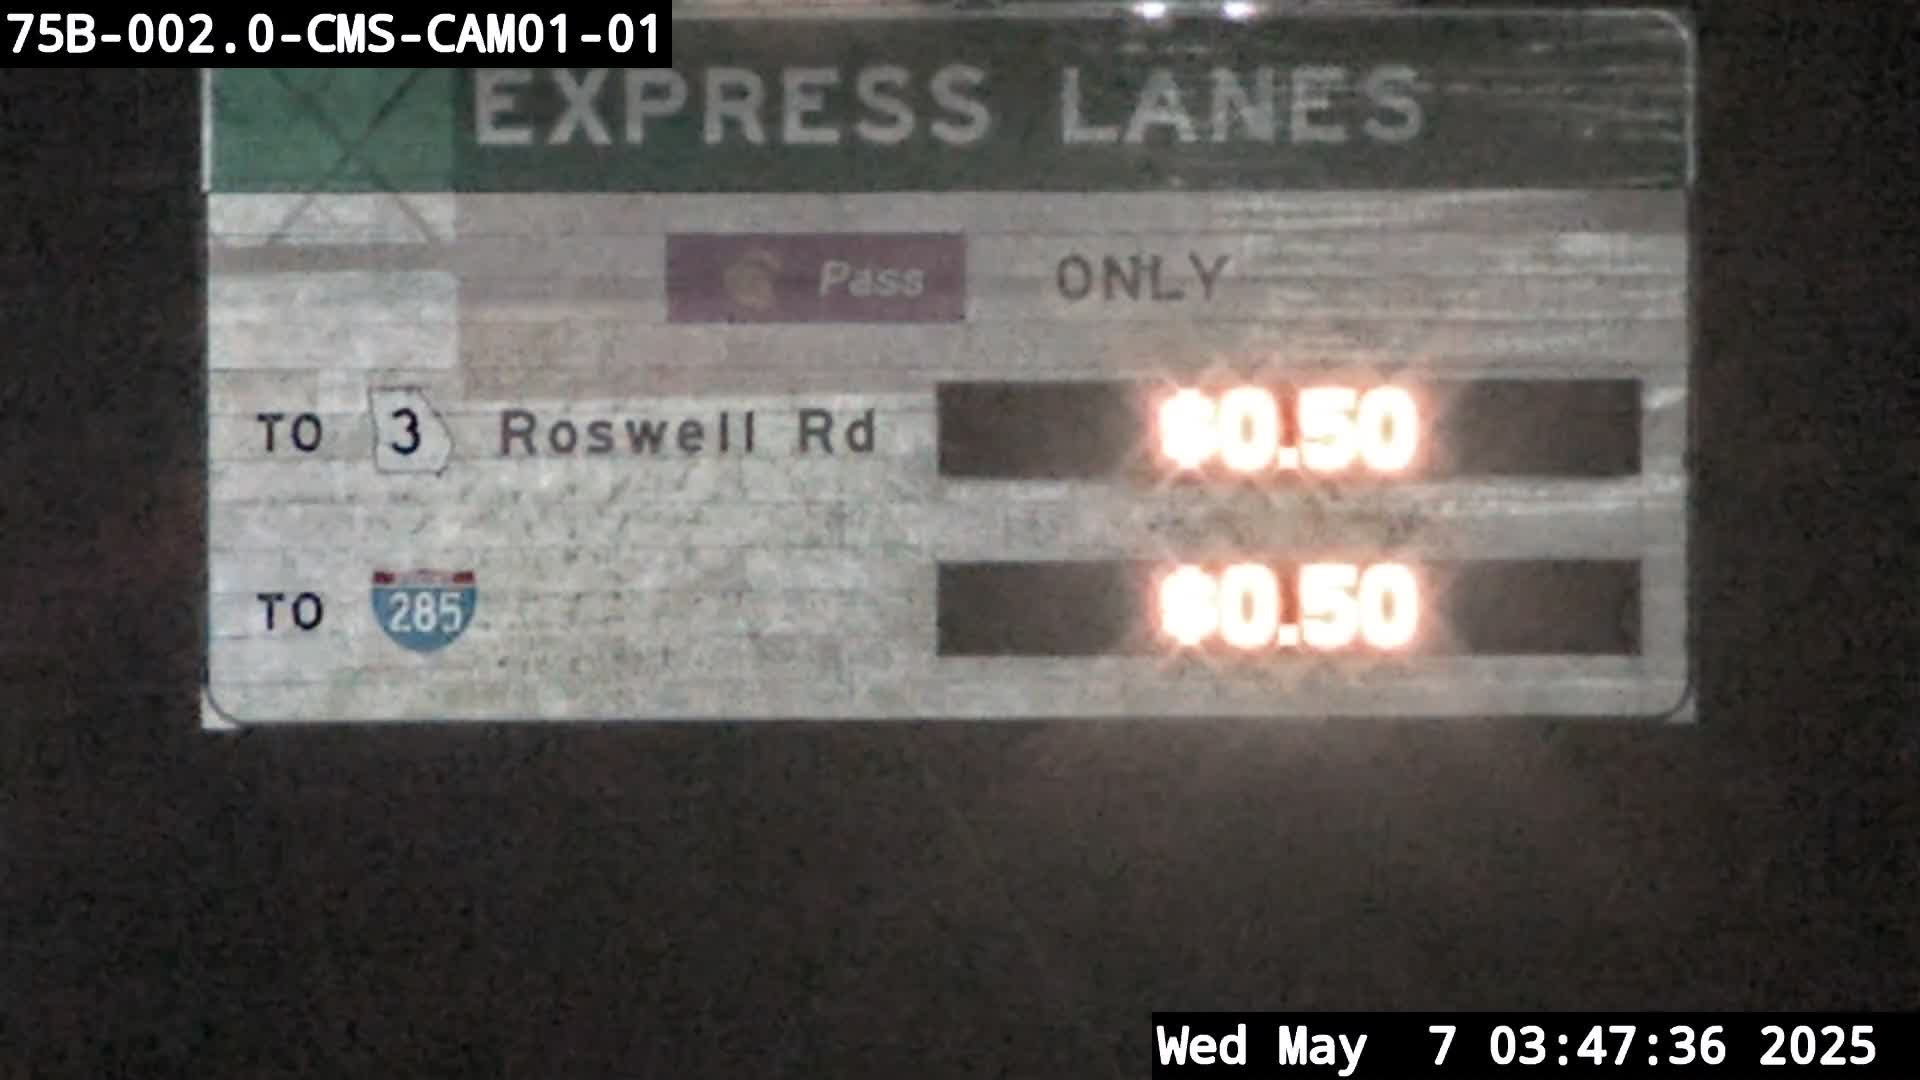 75B-002.0-CMS-CAM01-01
EXPRESS LANES
Pass ONLY
TO 3 Roswell Rd $0.50
TO 285 $0.50
Wed May 7 03:47:36 2025